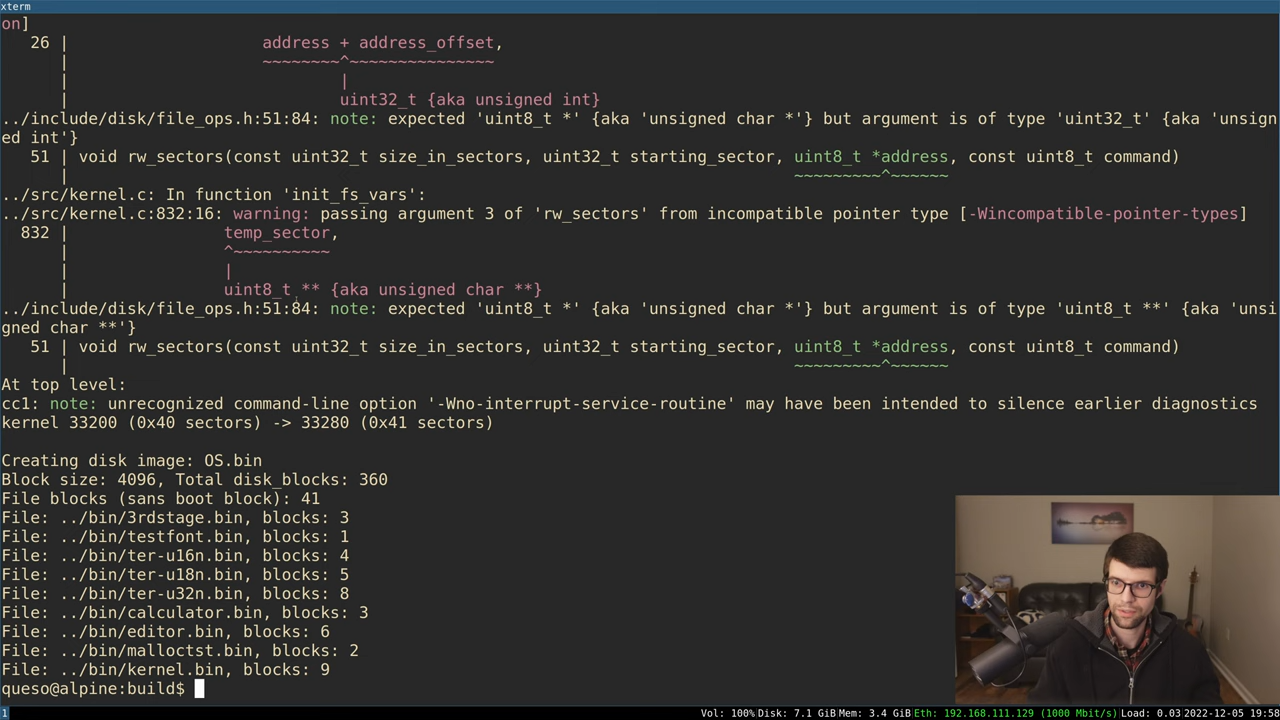 xterm
on]
   26 |                     address + address_offset,
      |                     ~~~~~~~~^~~~~~~~~~~~~~~~
      |                             |
      |                             uint32_t {aka unsigned int}
../include/disk/file_ops.h:51:84: note: expected 'uint8_t *' {aka 'unsigned char *'} but argument is of type 'uint32_t' {aka 'unsign
ed int'}
   51 | void rw_sectors(const uint32_t size_in_sectors, uint32_t starting_sector, uint8_t *address, const uint8_t command)
      |                                                                           ~~~~~~~~~^~~~~~
../src/kernel.c: In function 'init_fs_vars':
../src/kernel.c:832:16: warning: passing argument 3 of 'rw_sectors' from incompatible pointer type [-Wincompatible-pointer-types]
  832 |                temp_sector,
      |                ^~~~~~~~~~~
      |                |
      |                uint8_t ** {aka unsigned char **}
../include/disk/file_ops.h:51:84: note: expected 'uint8_t *' {aka 'unsigned char *'} but argument is of type 'uint8_t **' {aka 'unsi
gned char **'}
   51 | void rw_sectors(const uint32_t size_in_sectors, uint32_t starting_sector, uint8_t *address, const uint8_t command)
      |                                                                           ~~~~~~~~~^~~~~~
At top level:
cc1: note: unrecognized command-line option '-Wno-interrupt-service-routine' may have been intended to silence earlier diagnostics
kernel 33200 (0x40 sectors) -> 33280 (0x41 sectors)
Creating disk image: OS.bin
Block size: 4096, Total disk_blocks: 360
File blocks (sans boot block): 41
File: ../bin/3rdstage.bin, blocks: 3
File: ../bin/testfont.bin, blocks: 1
File: ../bin/ter-u16n.bin, blocks: 4
File: ../bin/ter-u18n.bin, blocks: 5
File: ../bin/ter-u32n.bin, blocks: 8
File: ../bin/calculator.bin, blocks: 3
File: ../bin/editor.bin, blocks: 6
File: ../bin/malloctst.bin, blocks: 2
File: ../bin/kernel.bin, blocks: 9
queso@alpine:build$
1 Vol: 100% Disk: 7.1 GiB Mem: 3.4 GiB Eth: 192.168.111.129 (1000 Mbit/s) Load: 0.03 2022-12-05 19:58